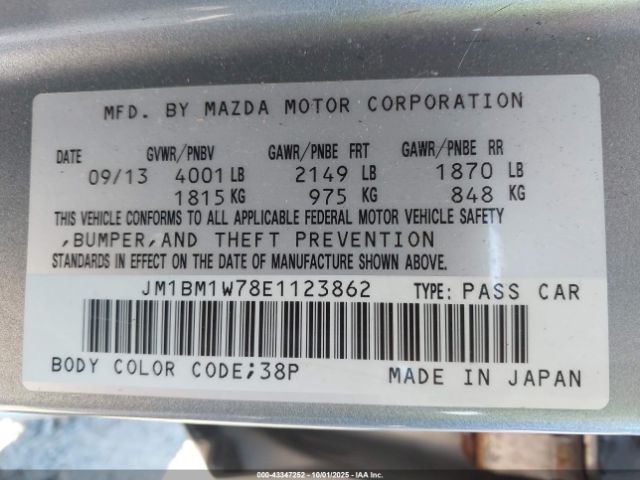 MFD. BY MAZDA MOTOR CORPORATION
DATE GVWR/PNBV GAWR/PNBE FRT GAWR/PNBE RR
09/13 4001 LB 2149 LB 1870 LB
1815 KG 975 KG 848 KG
THIS VEHICLE CONFORMS TO ALL APPLICABLE FEDERAL MOTOR VEHICLE SAFETY
,BUMPER,AND THEFT PREVENTION
STANDARDS IN EFFECT ON THE DATE OF MANUFACTURE SHOWN ABOVE.
JM1BM1W78E1123862 TYPE: PASS CAR
BODY COLOR CODE;38P MADE IN JAPAN
000-43347252 - 10/01/2025 - IAA Inc.